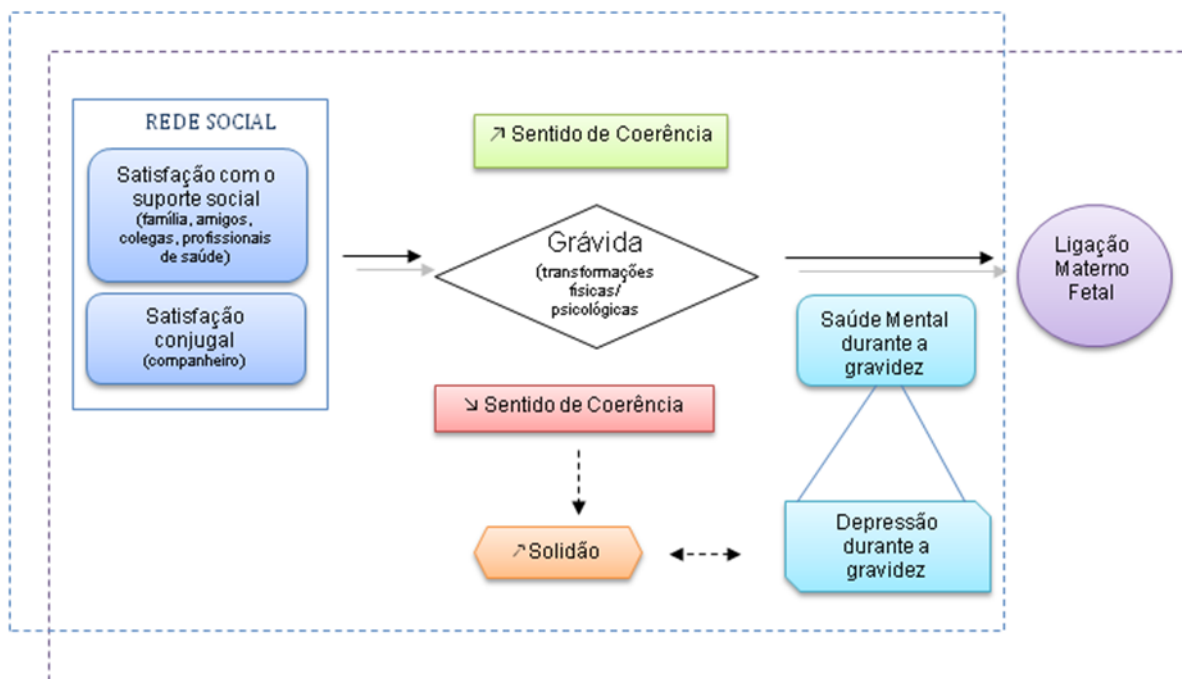 REDE SOCIAL
Satisfação com o
suporte social
(família, amigos,
colegas, profissionais
de saúde)
Satisfação
conjugal
(companheiro)
↗ Sentido de Coerência
Grávida
(transformações
físicas/
psicológicas
↘ Sentido de Coerência
↗Solidão
Saúde Mental
durante a
gravidez
Depressão
durante a
gravidez
Ligação
Materno
Fetal